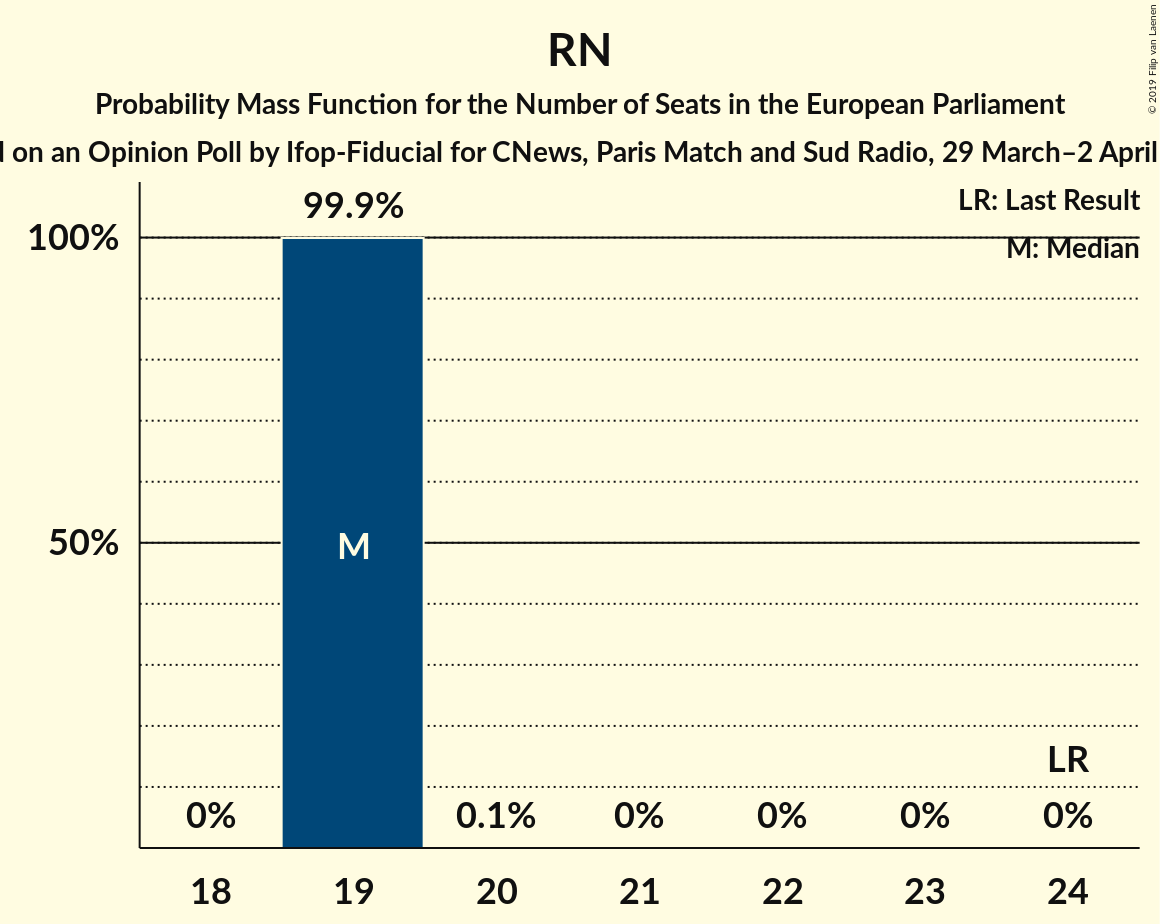 RN
Probability Mass Function for the Number of Seats in the European Parliament
on an Opinion Poll by Ifop-Fiducial for CNews, Paris Match and Sud Radio, 29 March–2 April
© 2019 Filip van Laenen
LR: Last Result
M: Median
99.9%
100%
50%
M
LR
0% 0.1% 0% 0% 0% 0%
18 19 20 21 22 23 24